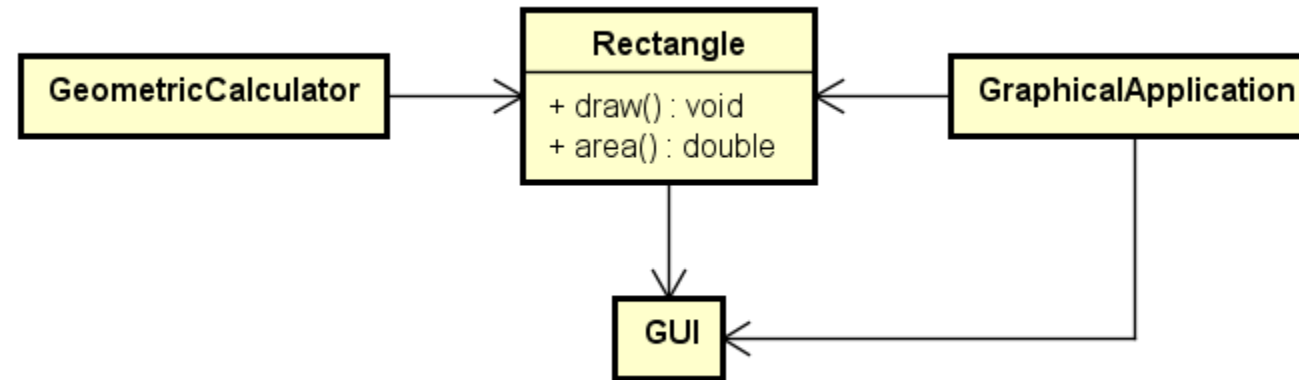 GeometricCalculator
Rectangle
+ draw() : void
+ area() : double
GraphicalApplication
GUI